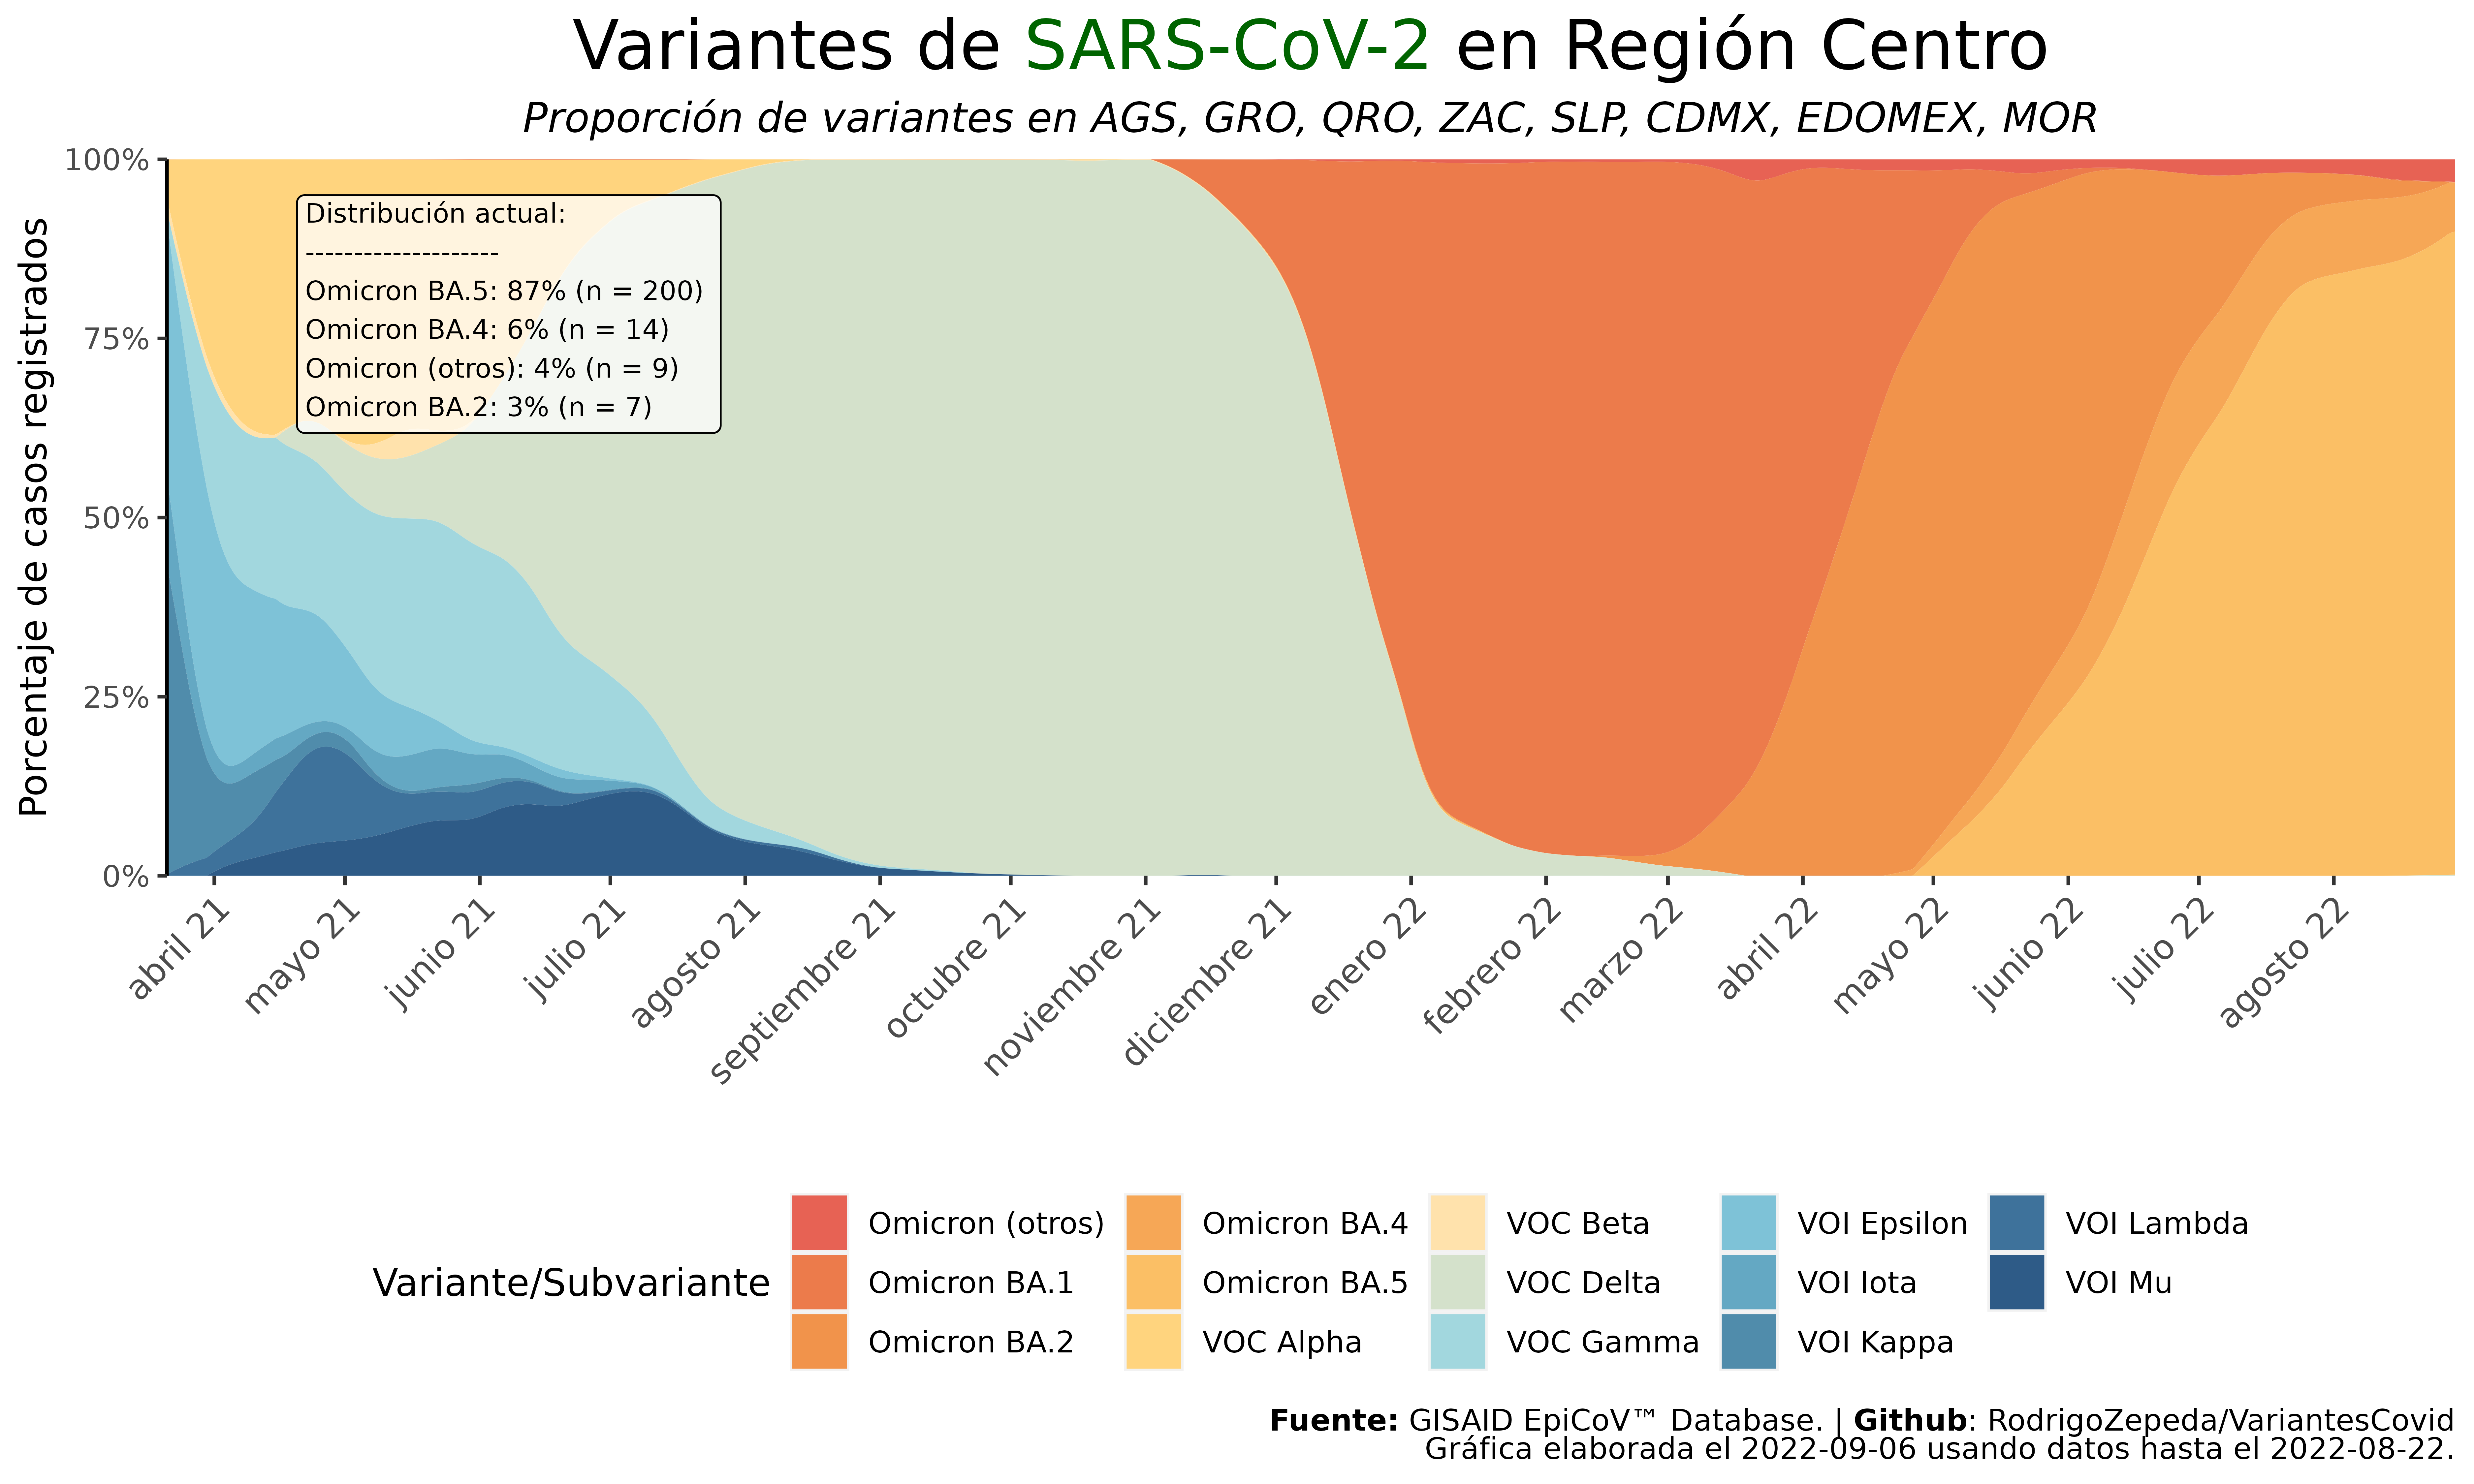 Variantes de SARS-CoV-2 en Región Centro
Proporción de variantes en AGS, GRO, QRO, ZAC, SLP, CDMX, EDOMEX, MOR
Porcentaje de casos registrados
100%
75%
50%
25%
0%
Distribución actual:
--------------------
Omicron BA.5: 87% (n = 200)
Omicron BA.4: 6% (n = 14)
Omicron (otros): 4% (n = 9)
Omicron BA.2: 3% (n = 7)
abril 21
mayo 21
junio 21
julio 21
agosto 21
septiembre 21
octubre 21
noviembre 21
diciembre 21
enero 22
febrero 22
marzo 22
abril 22
mayo 22
junio 22
julio 22
agosto 22
Variante/Subvariante
Omicron (otros)
Omicron BA.1
Omicron BA.2
Omicron BA.4
Omicron BA.5
VOC Alpha
VOC Beta
VOC Delta
VOC Gamma
VOI Epsilon
VOI Iota
VOI Kappa
VOI Lambda
VOI Mu
Fuente: GISAID EpiCoV™ Database. | Github: RodrigoZepeda/VariantesCovid
Gráfica elaborada el 2022-09-06 usando datos hasta el 2022-08-22.